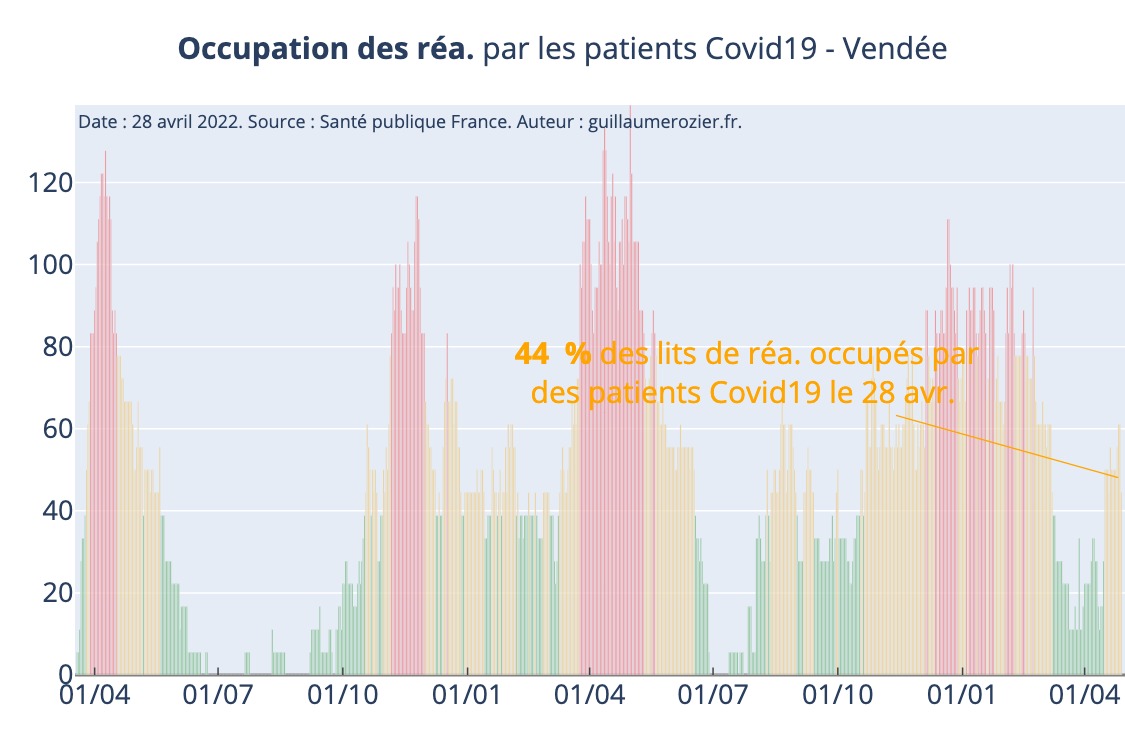 Occupation des réa. par les patients Covid19 - Vendée
Date : 28 avril 2022. Source : Santé publique France. Auteur : guillaumerozier.fr.
120
100
80
44 % des lits de réa. occupés par
des patients Covid19 le 28 avr.
60
40
20
0
01/04 01/07 01/10 01/01 01/04 01/07 01/10 01/01 01/04